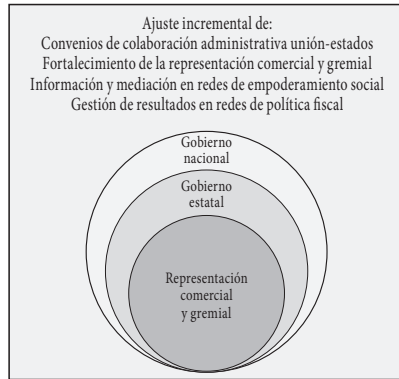 Ajuste incremental de:
Convenios de colaboración administrativa unión-estados
Fortalecimiento de la representación comercial y gremial
Información y mediación en redes de empoderamiento social
Gestión de resultados en redes de política fiscal
Gobierno
nacional
Gobierno
estatal
Representación
comercial
y gremial